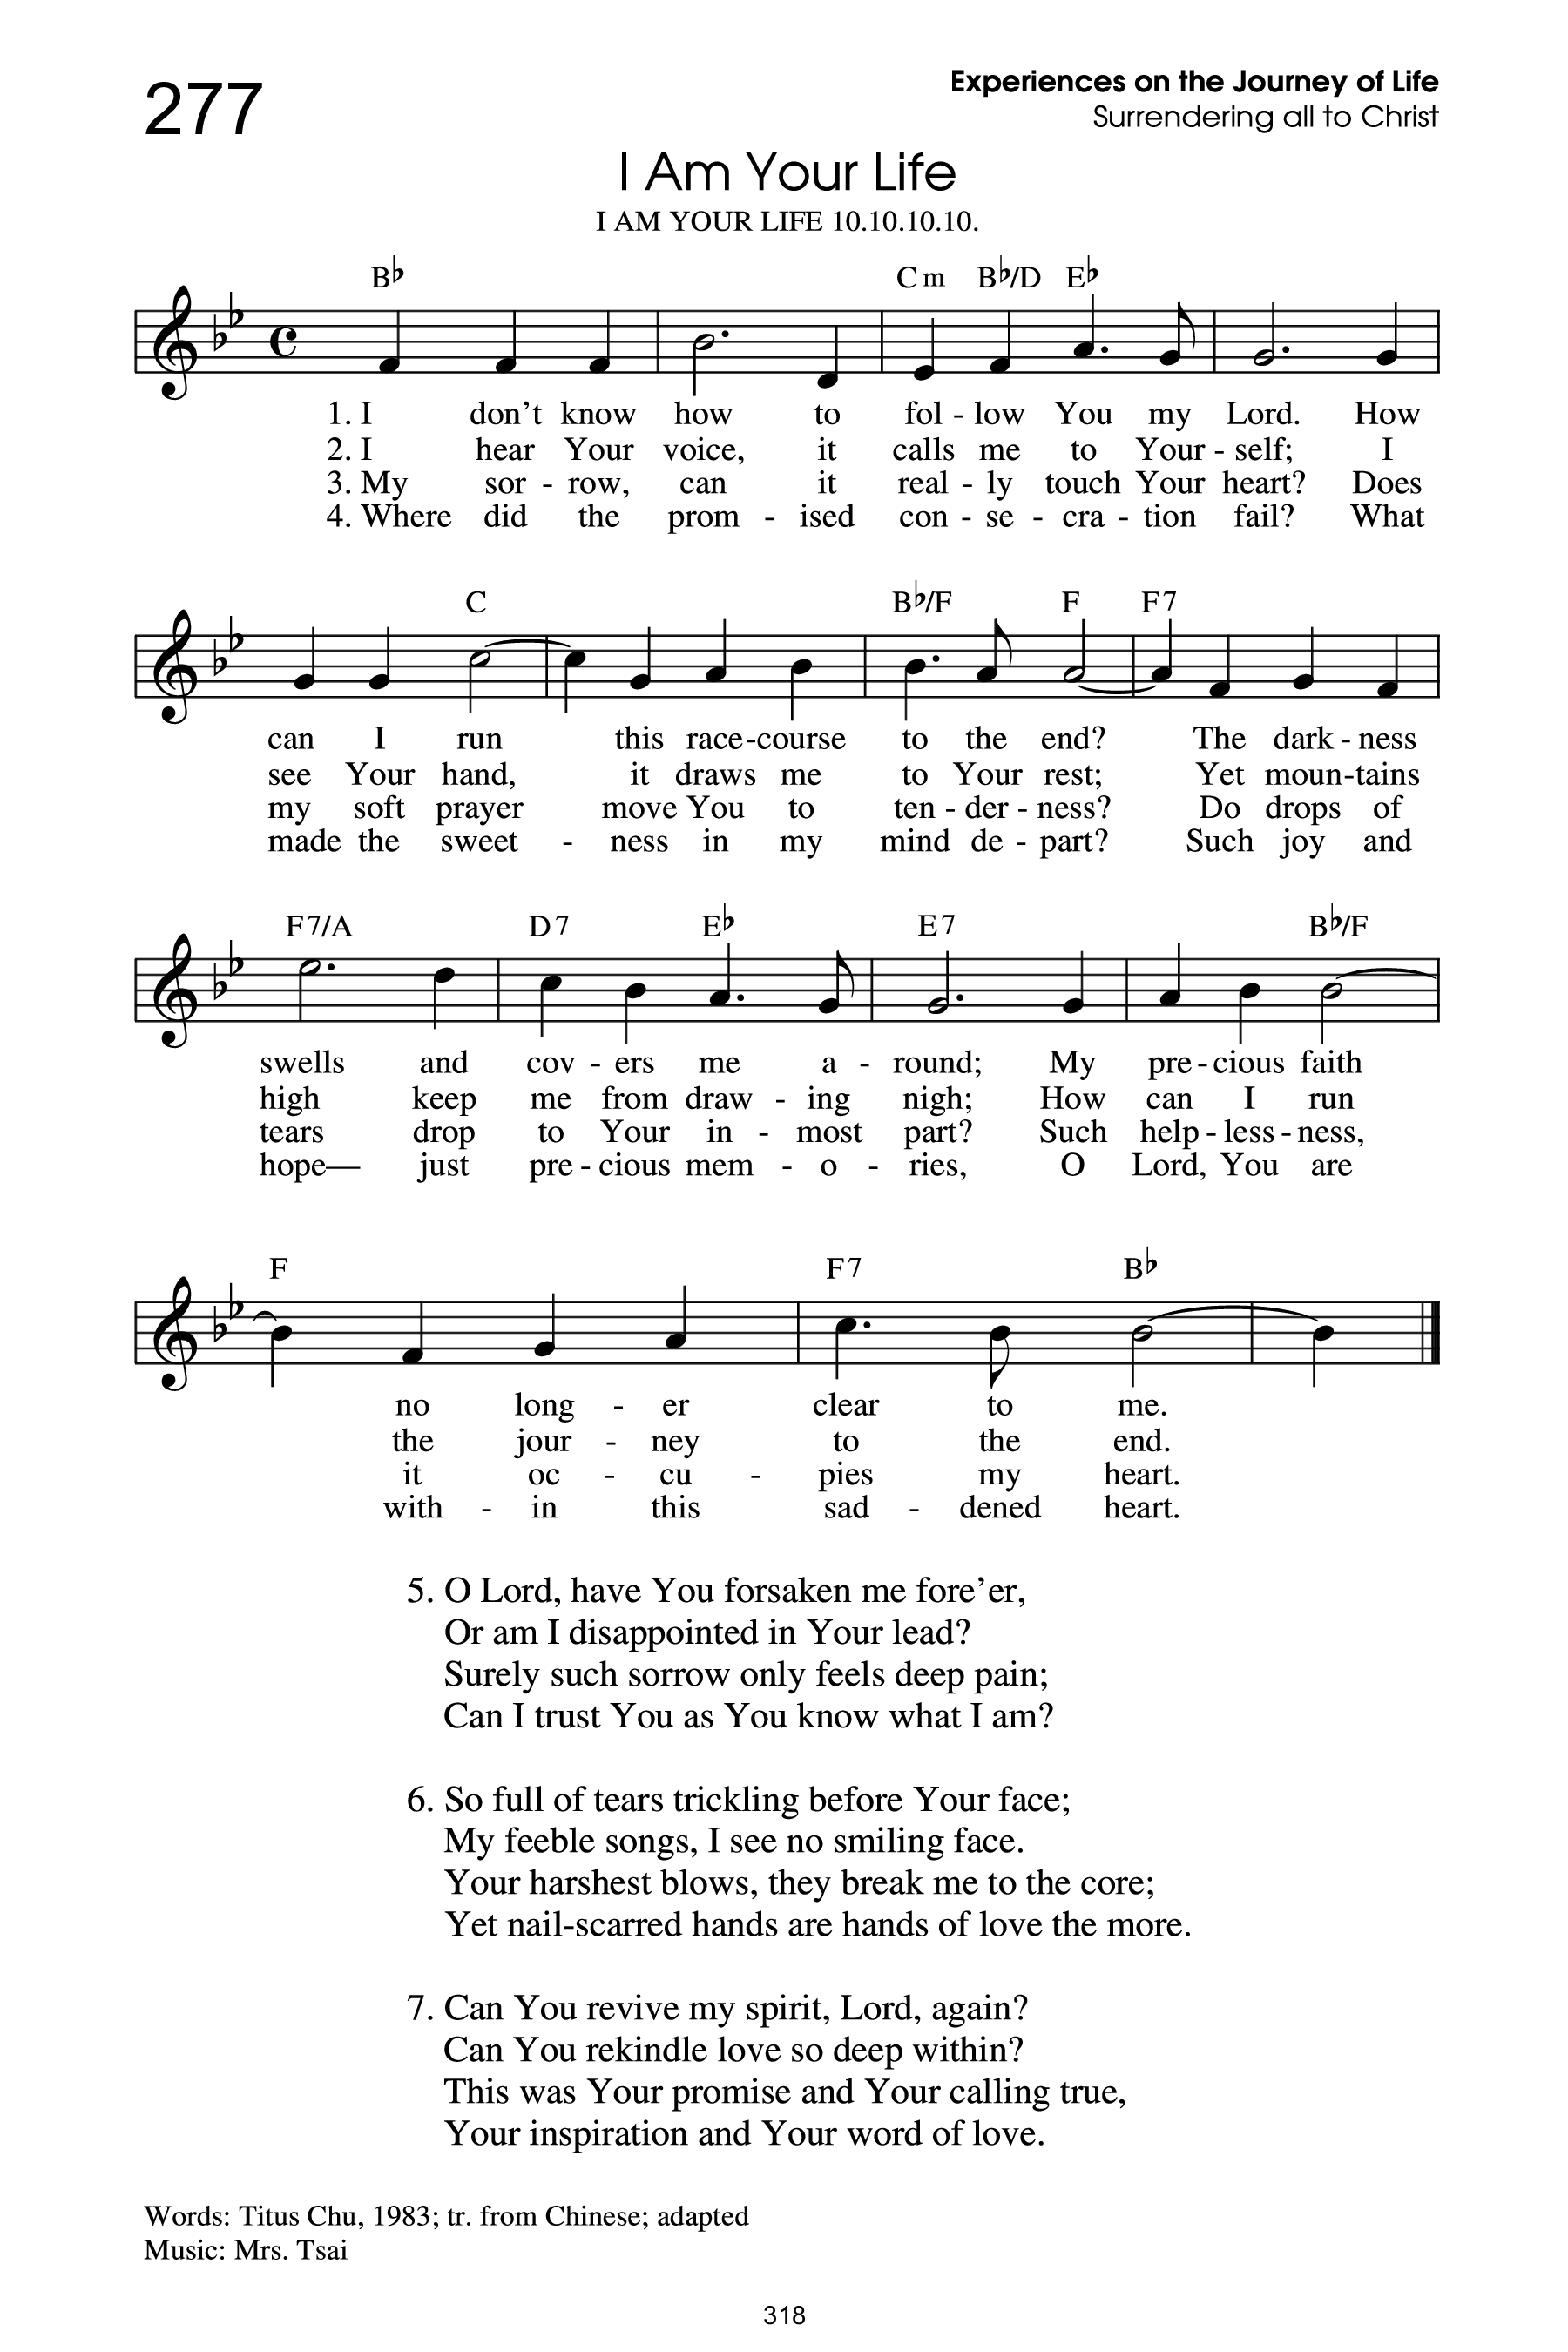 277
Experiences on the Journey of Life
Surrendering all to Christ
I Am Your Life
I AM YOUR LIFE 10.10.10.10.
B♭ Cm B♭/D E♭
1. I don’t know how to fol - low You my Lord. How
2. I hear Your voice, it calls me to Your - self; I
3. My sor - row, can it real - ly touch Your heart? Does
4. Where did the prom - ised con - se - cra - tion fail? What
C B♭/F F F7
can I run this race-course to the end? The dark - ness
see Your hand, it draws me to Your rest; Yet moun-tains
my soft prayer move You to ten - der - ness? Do drops of
made the sweet - ness in my mind de - part? Such joy and
F7/A D7 E♭ E7 B♭/F
swells and cov - ers me a - round; My pre - cious faith
high keep me from draw - ing nigh; How can I run
tears drop to Your in - most part? Such help - less - ness,
hope— just pre - cious mem - o - ries, O Lord, You are
F F7 B♭
no long - er clear to me.
the jour - ney to the end.
it oc - cu - pies my heart.
with - in this sad - dened heart.
5. O Lord, have You forsaken me fore’er,
Or am I disappointed in Your lead?
Surely such sorrow only feels deep pain;
Can I trust You as You know what I am?
6. So full of tears trickling before Your face;
My feeble songs, I see no smiling face.
Your harshest blows, they break me to the core;
Yet nail-scarred hands are hands of love the more.
7. Can You revive my spirit, Lord, again?
Can You rekindle love so deep within?
This was Your promise and Your calling true,
Your inspiration and Your word of love.
Words: Titus Chu, 1983; tr. from Chinese; adapted
Music: Mrs. Tsai
318